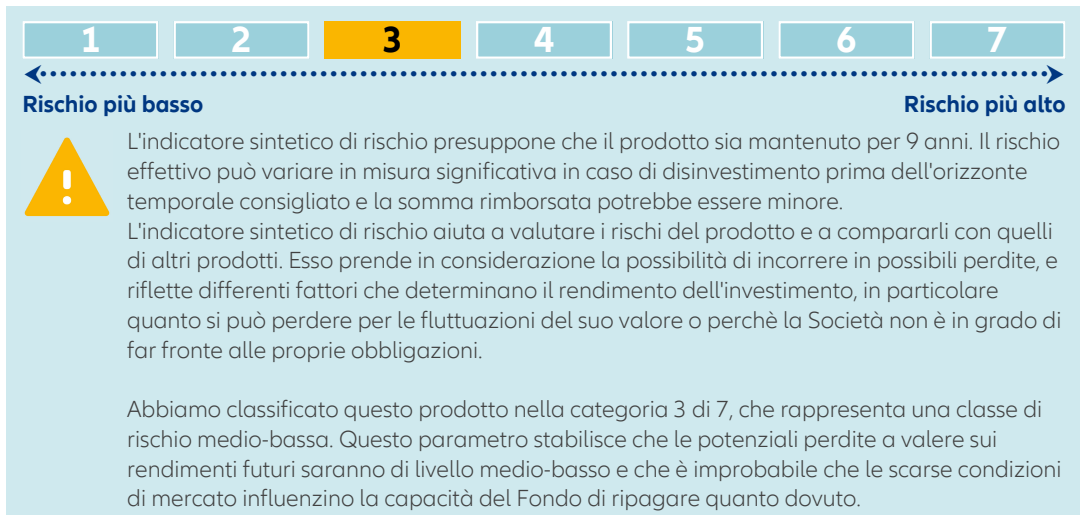 1 2 3 4 5 6 7
Rischio più basso Rischio più alto
L'indicatore sintetico di rischio presuppone che il prodotto sia mantenuto per 9 anni. Il rischio
effettivo può variare in misura significativa in caso di disinvestimento prima dell'orizzonte
temporale consigliato e la somma rimborsata potrebbe essere minore.
L'indicatore sintetico di rischio aiuta a valutare i rischi del prodotto e a compararli con quelli
di altri prodotti. Esso prende in considerazione la possibilità di incorrere in possibili perdite, e
riflette differenti fattori che determinano il rendimento dell'investimento, in particolare
quanto si può perdere per le fluttuazioni del suo valore o perchè la Società non è in grado di
far fronte alle proprie obbligazioni.
Abbiamo classificato questo prodotto nella categoria 3 di 7, che rappresenta una classe di
rischio medio-bassa. Questo parametro stabilisce che le potenziali perdite a valere sui
rendimenti futuri saranno di livello medio-basso e che è improbabile che le scarse condizioni
di mercato influenzino la capacità del Fondo di ripagare quanto dovuto.